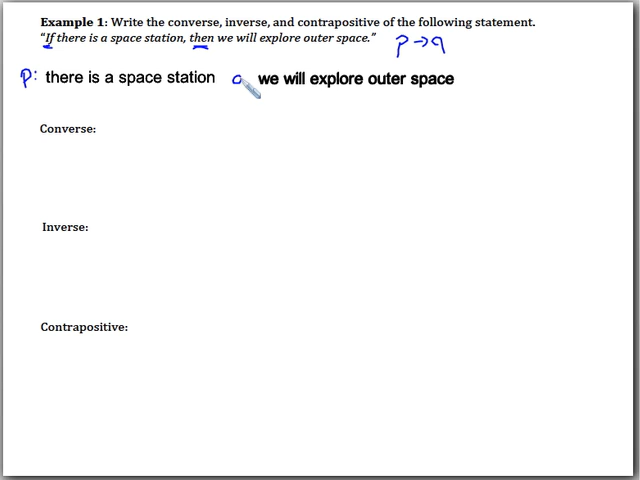 Example 1: Write the converse, inverse, and contrapositive of the following statement.
"If there is a space station, then we will explore outer space." p→q
P: there is a space station we will explore outer space
Converse:
Inverse:
Contrapositive: